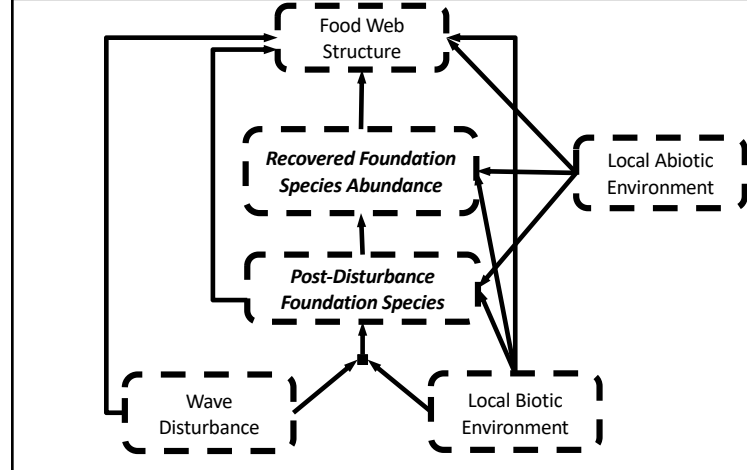 Food Web
Structure
Recovered Foundation
Species Abundance
Local Abiotic
Environment
Post-Disturbance
Foundation Species
Wave
Disturbance
Local Biotic
Environment